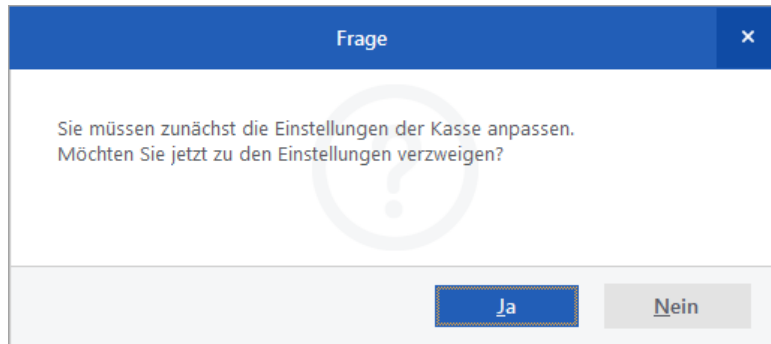 Frage
Sie müssen zunächst die Einstellungen der Kasse anpassen.
Möchten Sie jetzt zu den Einstellungen verzweigen?
Ja
Nein